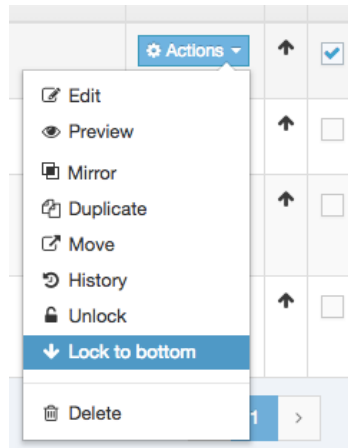 Actions
Edit
Preview
Mirror
Duplicate
Move
History
Unlock
Lock to bottom
Delete
1